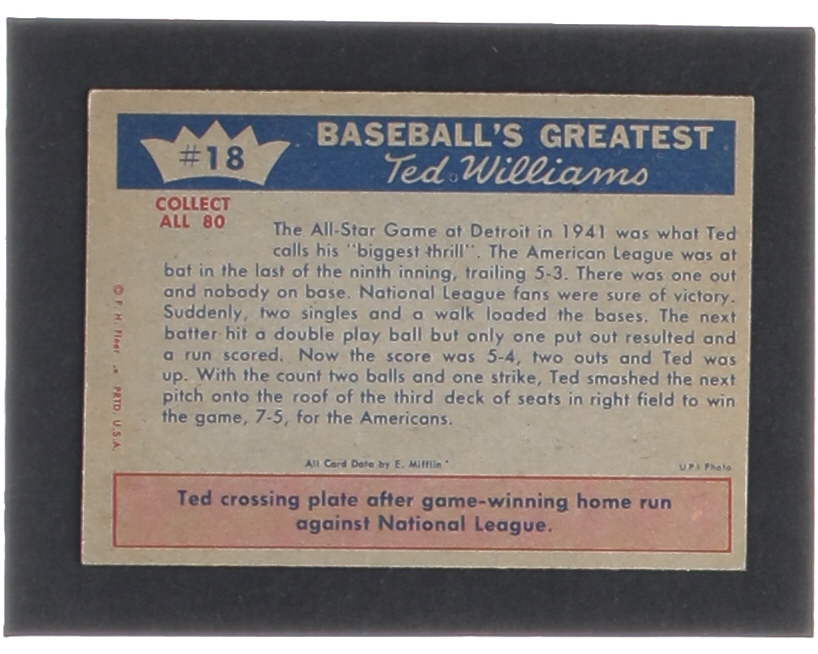 #18
BASEBALL'S GREATEST
Ted Williams
COLLECT
ALL 80
The All-Star Game at Detroit in 1941 was what Ted
calls his "biggest thrill". The American League was at
bat in the last of the ninth inning, trailing 5-3. There was one out
and nobody on base. National League fans were sure of victory.
Suddenly, two singles and a walk loaded the bases. The next
batter hit a double play ball but only one put out resulted and
a run scored. Now the score was 5-4, two outs and Ted was
up. With the count two balls and one strike, Ted smashed the next
pitch onto the roof of the third deck of seats in right field to win
the game, 7-5, for the Americans.
© F. H. Fleer PRTD. U.S.A.
All Card Data by E. Mifflin
U.P.I Photo
Ted crossing plate after game-winning home run
against National League.